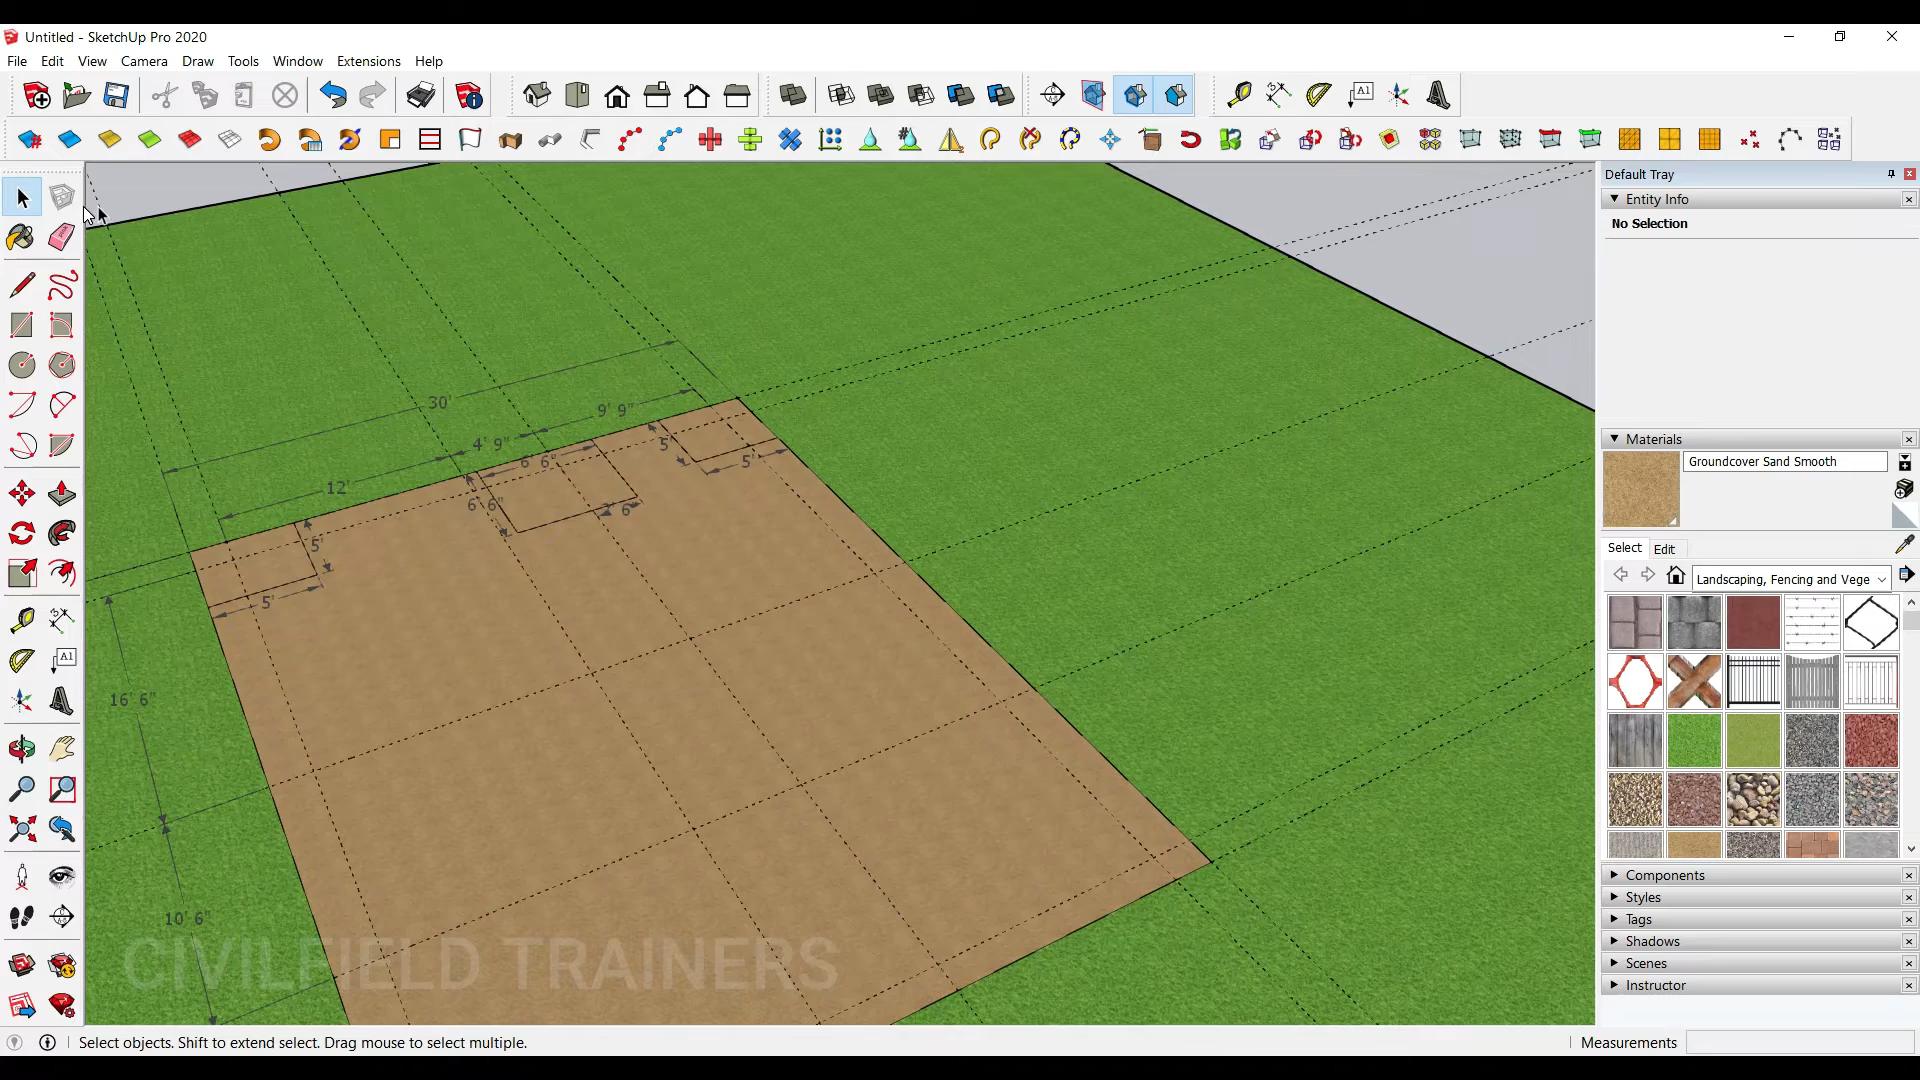 Untitled - SketchUp Pro 2020
File Edit View Camera Draw Tools Window Extensions Help
Default Tray
Entity Info
No Selection
30'
9' 9"
4' 9"
6' 6"
5'
5'
12'
6' 6"
6"
5'
5'
16' 6"
10' 6"
Materials
Groundcover Sand Smooth
Select Edit
Landscaping, Fencing and Vege
Components
Styles
Tags
Shadows
Scenes
Instructor
CIVILFIELD TRAINERS
Select objects. Shift to extend select. Drag mouse to select multiple.
Measurements